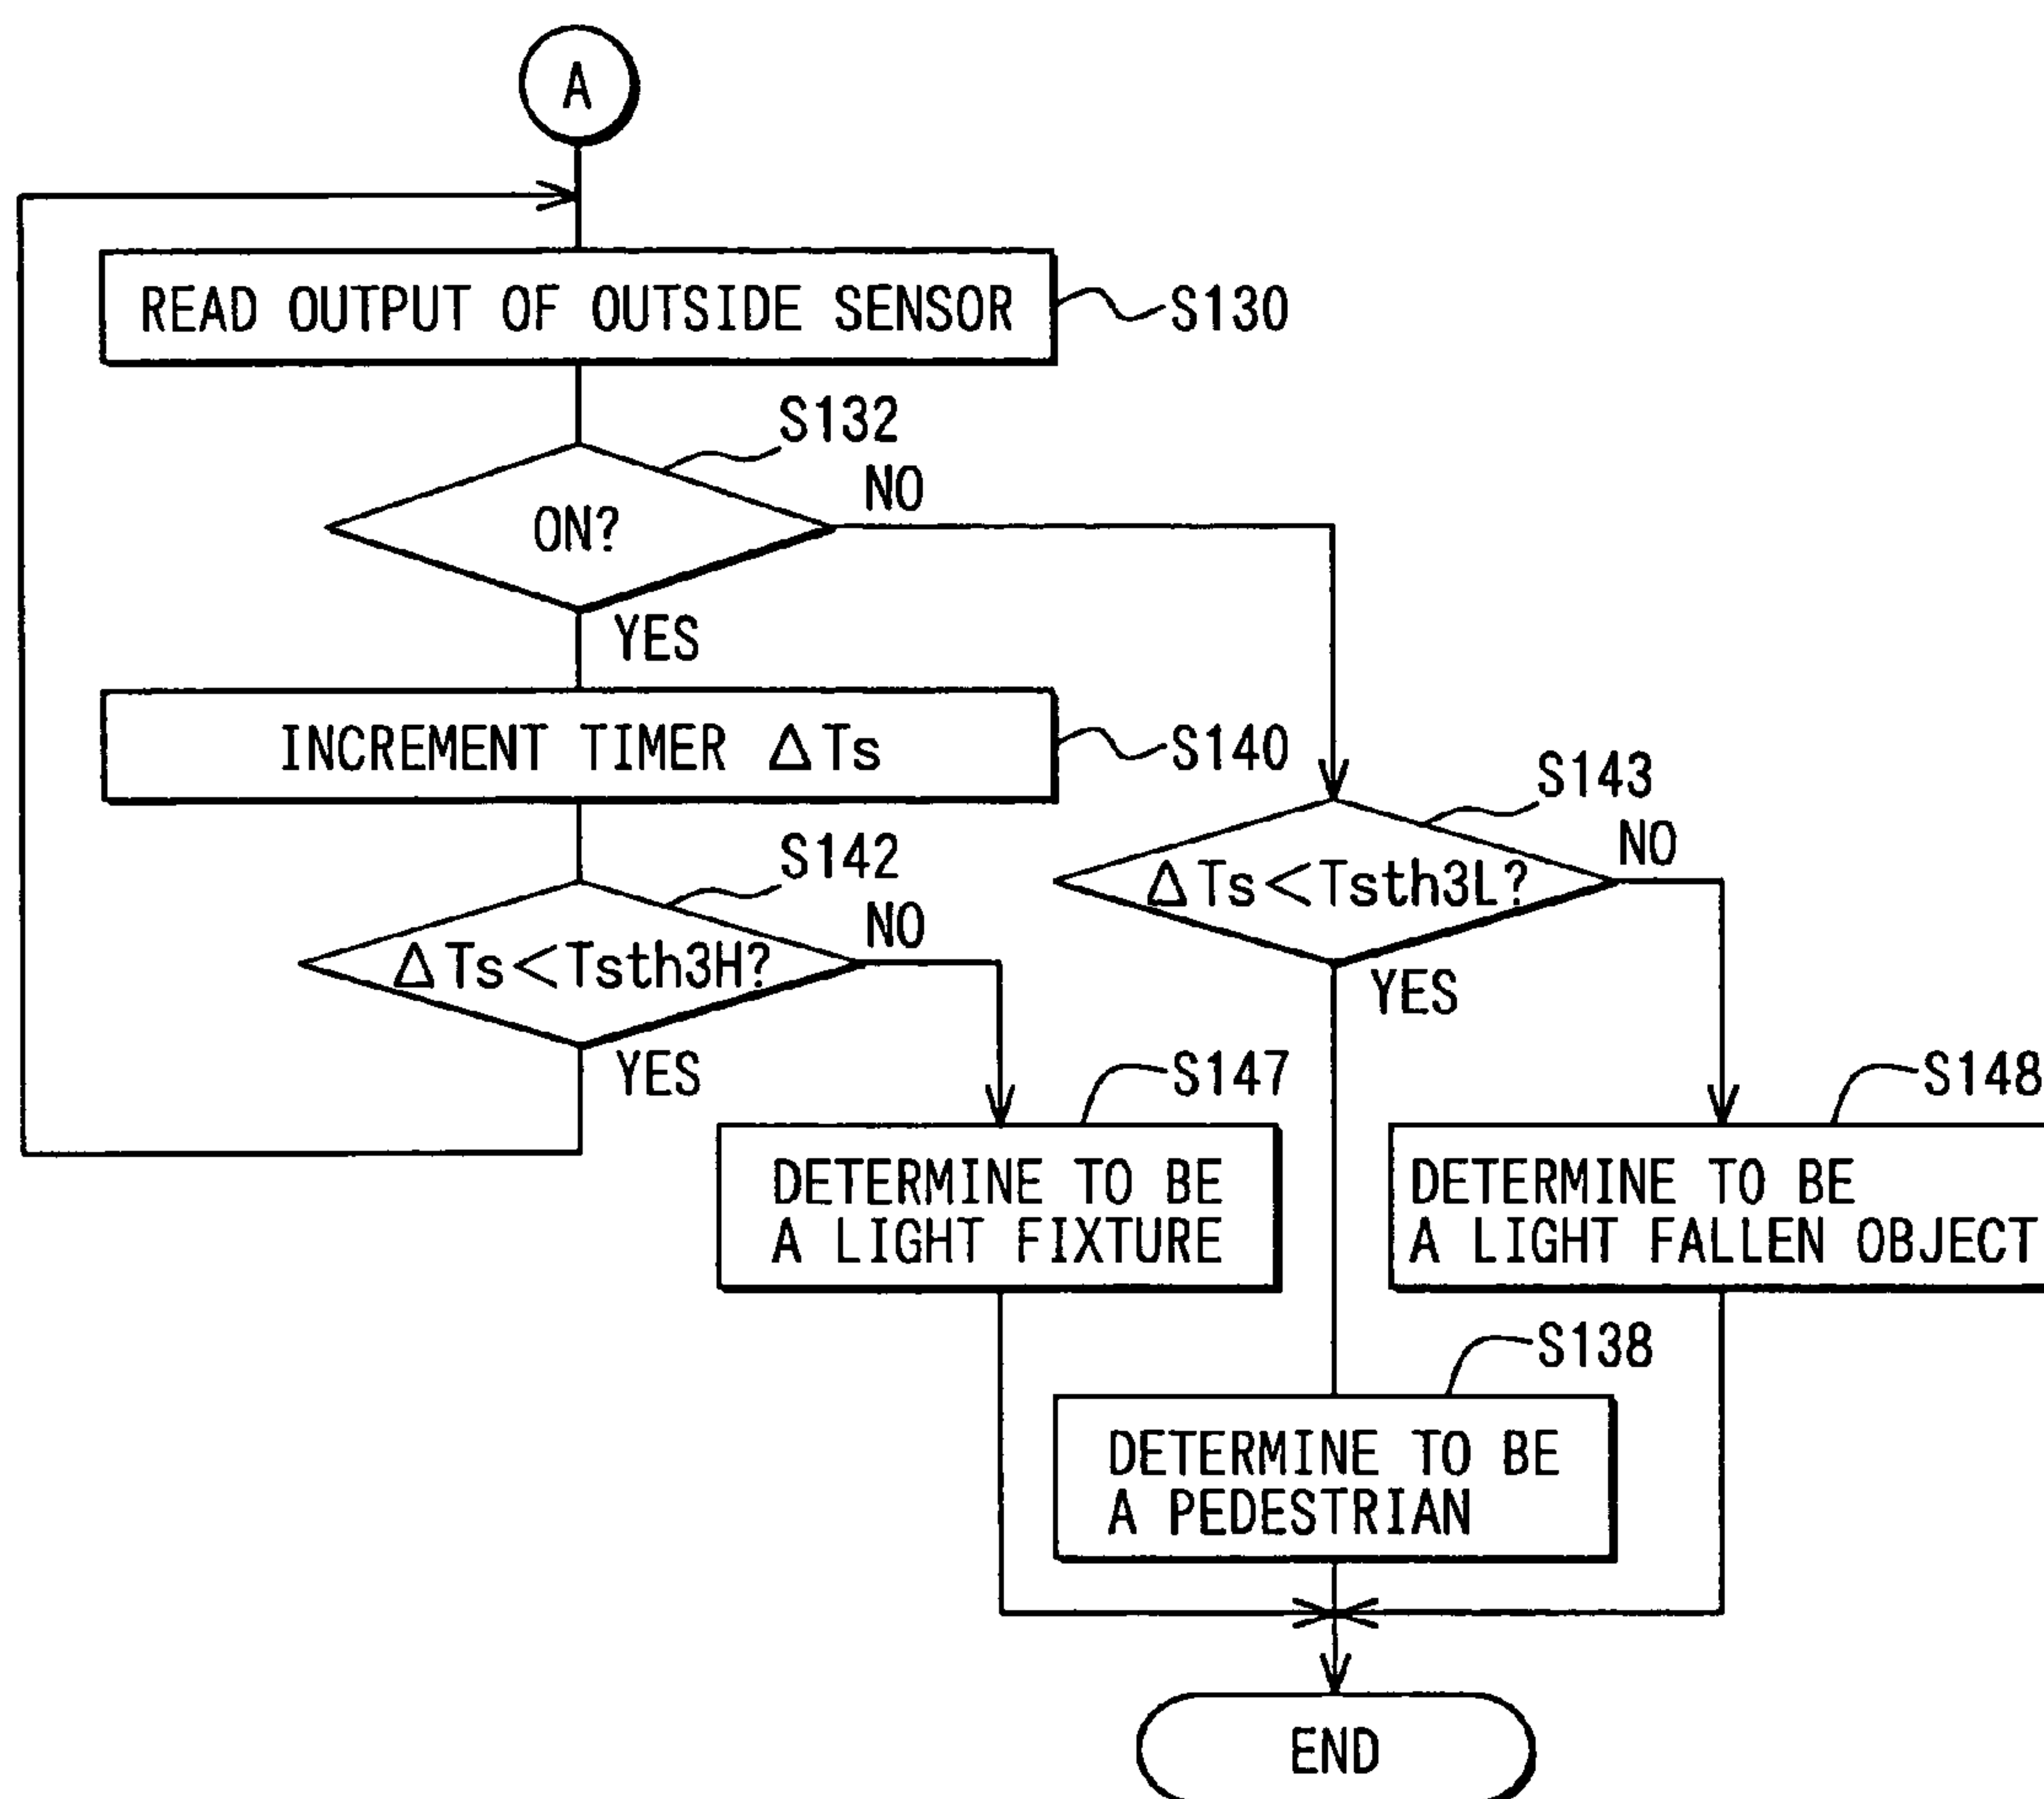 A
READ OUTPUT OF OUTSIDE SENSOR
S130
S132
ON?
NO
YES
INCREMENT TIMER ΔTs
S140
S142
ΔTs<Tsth3H?
NO
YES
S143
ΔTs<Tsth3L?
NO
YES
S147
DETERMINE TO BE
A LIGHT FIXTURE
S148
DETERMINE TO BE
A LIGHT FALLEN OBJECT
S138
DETERMINE TO BE
A PEDESTRIAN
END